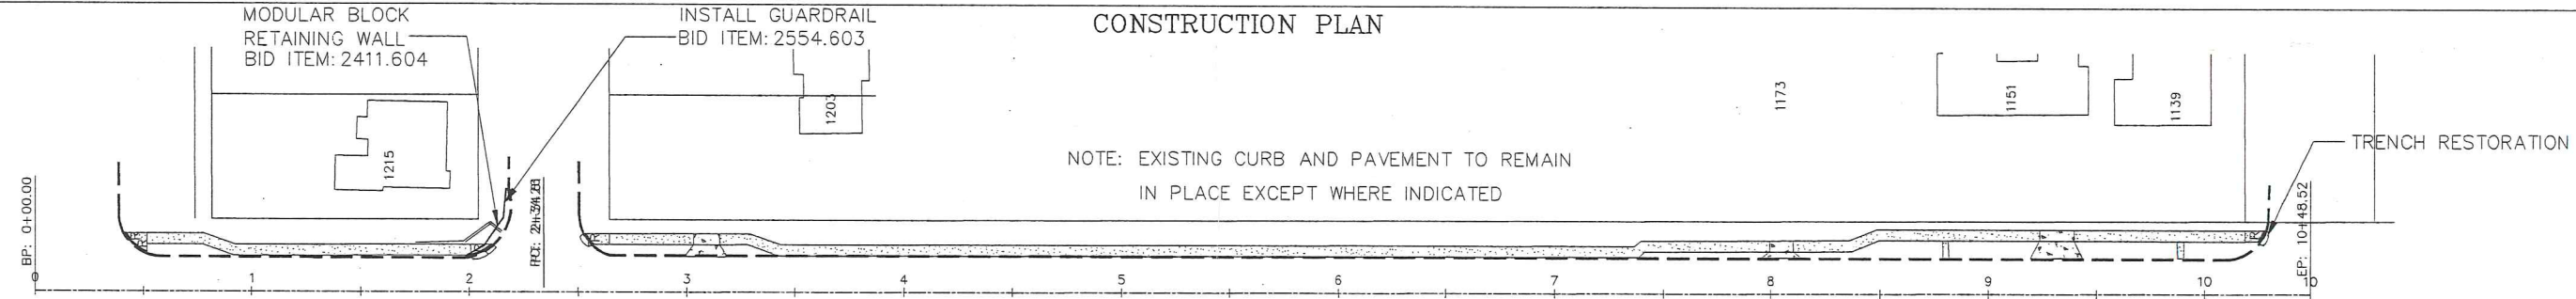 CONSTRUCTION PLAN
MODULAR BLOCK
RETAINING WALL
BID ITEM: 2411.604
INSTALL GUARDRAIL
BID ITEM: 2554.603
1215
1203
1173
1151
1139
NOTE: EXISTING CURB AND PAVEMENT TO REMAIN
IN PLACE EXCEPT WHERE INDICATED
TRENCH RESTORATION
BP: 0+00.00
EP: 10+48.52
R
R
R
0 1 2 3 4 5 6 7 8 9 10 10